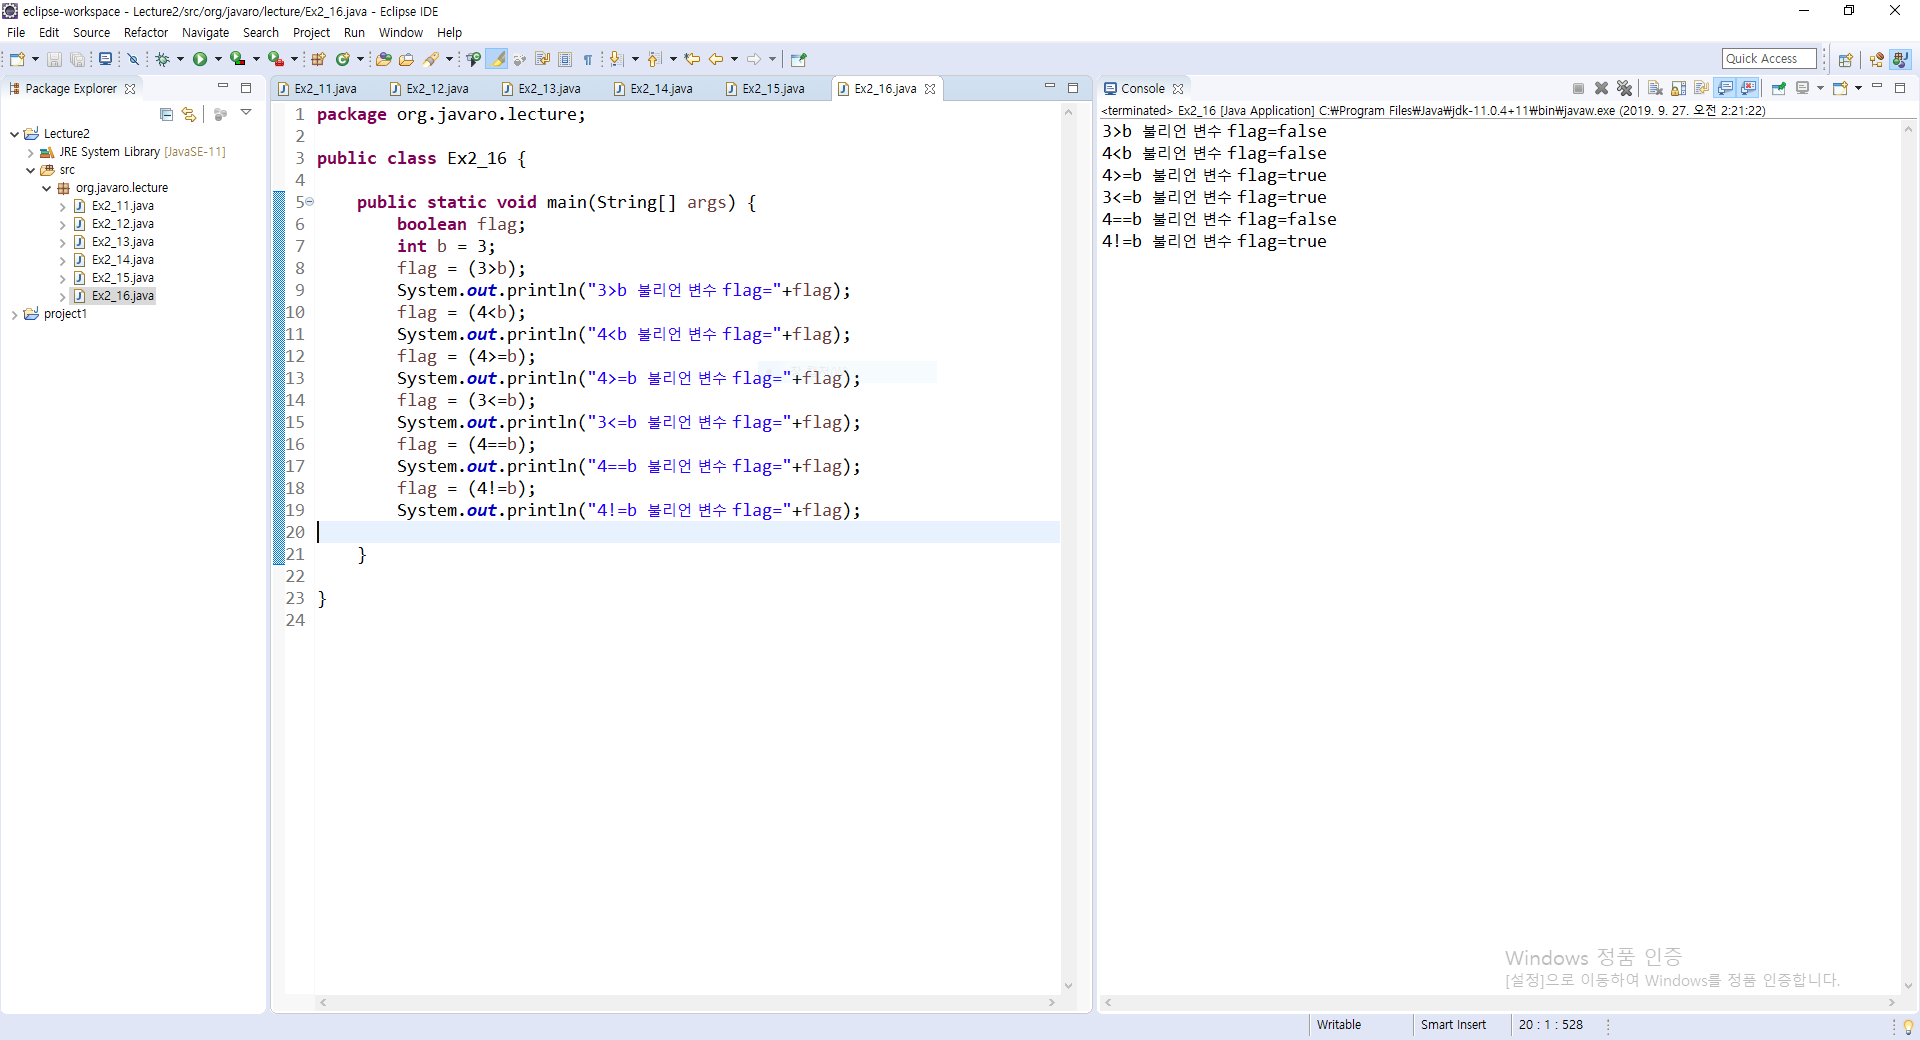 eclipse-workspace - Lecture2/src/org/javaro/lecture/Ex2_16.java - Eclipse IDE
File Edit Source Refactor Navigate Search Project Run Window Help
Quick Access
Package Explorer
Lecture2
JRE System Library [JavaSE-11]
src
org.javaro.lecture
Ex2_11.java
Ex2_12.java
Ex2_13.java
Ex2_14.java
Ex2_15.java
Ex2_16.java
project1
Ex2_11.java Ex2_12.java Ex2_13.java Ex2_14.java Ex2_15.java Ex2_16.java
1 package org.javaro.lecture;
2
3 public class Ex2_16 {
4
5     public static void main(String[] args) {
6         boolean flag;
7         int b = 3;
8         flag = (3>b);
9         System.out.println("3>b 불리언 변수 flag="+flag);
10         flag = (4<b);
11         System.out.println("4<b 불리언 변수 flag="+flag);
12         flag = (4>=b);
13         System.out.println("4>=b 불리언 변수 flag="+flag);
14         flag = (3<=b);
15         System.out.println("3<=b 불리언 변수 flag="+flag);
16         flag = (4==b);
17         System.out.println("4==b 불리언 변수 flag="+flag);
18         flag = (4!=b);
19         System.out.println("4!=b 불리언 변수 flag="+flag);
20
21     }
22
23 }
24
Console
<terminated> Ex2_16 [Java Application] C:₩Program Files₩Java₩jdk-11.0.4+11₩bin₩javaw.exe (2019. 9. 27. 오전 2:21:22)
3>b 불리언 변수 flag=false
4<b 불리언 변수 flag=false
4>=b 불리언 변수 flag=true
3<=b 불리언 변수 flag=true
4==b 불리언 변수 flag=false
4!=b 불리언 변수 flag=true
Windows 정품 인증
[설정]으로 이동하여 Windows를 정품 인증합니다.
Writable Smart Insert 20 : 1 : 528